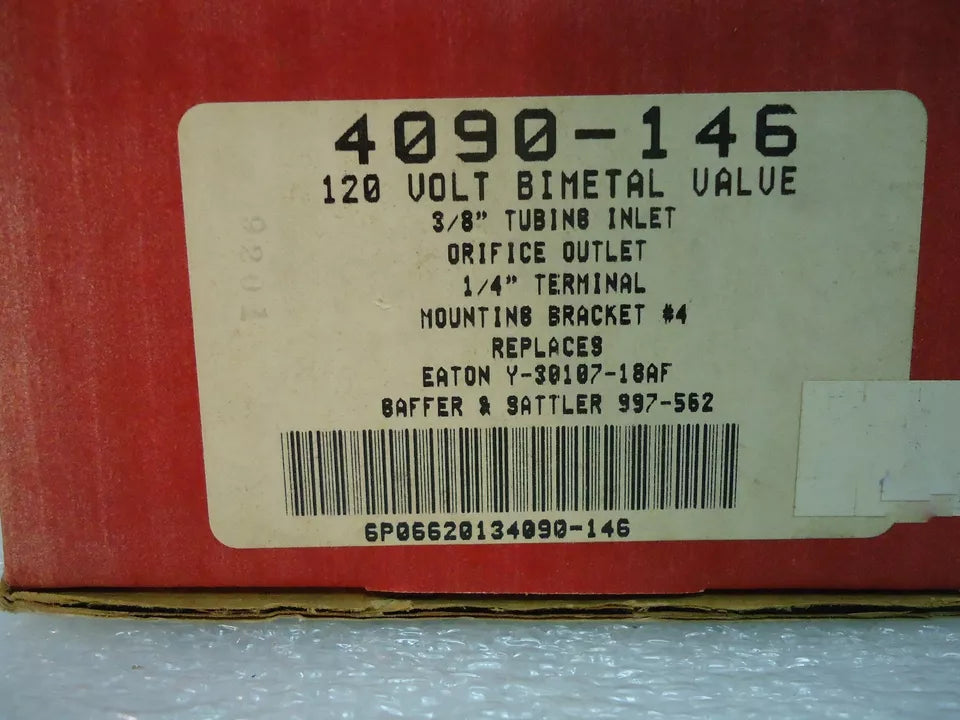 4090-146
120 VOLT BIMETAL VALVE
3/8" TUBING INLET
ORIFICE OUTLET
1/4" TERMINAL
MOUNTING BRACKET #4
REPLACES
EATON Y-30107-18AF
GAFFER & SATTLER 997-562
6P06620134090-146